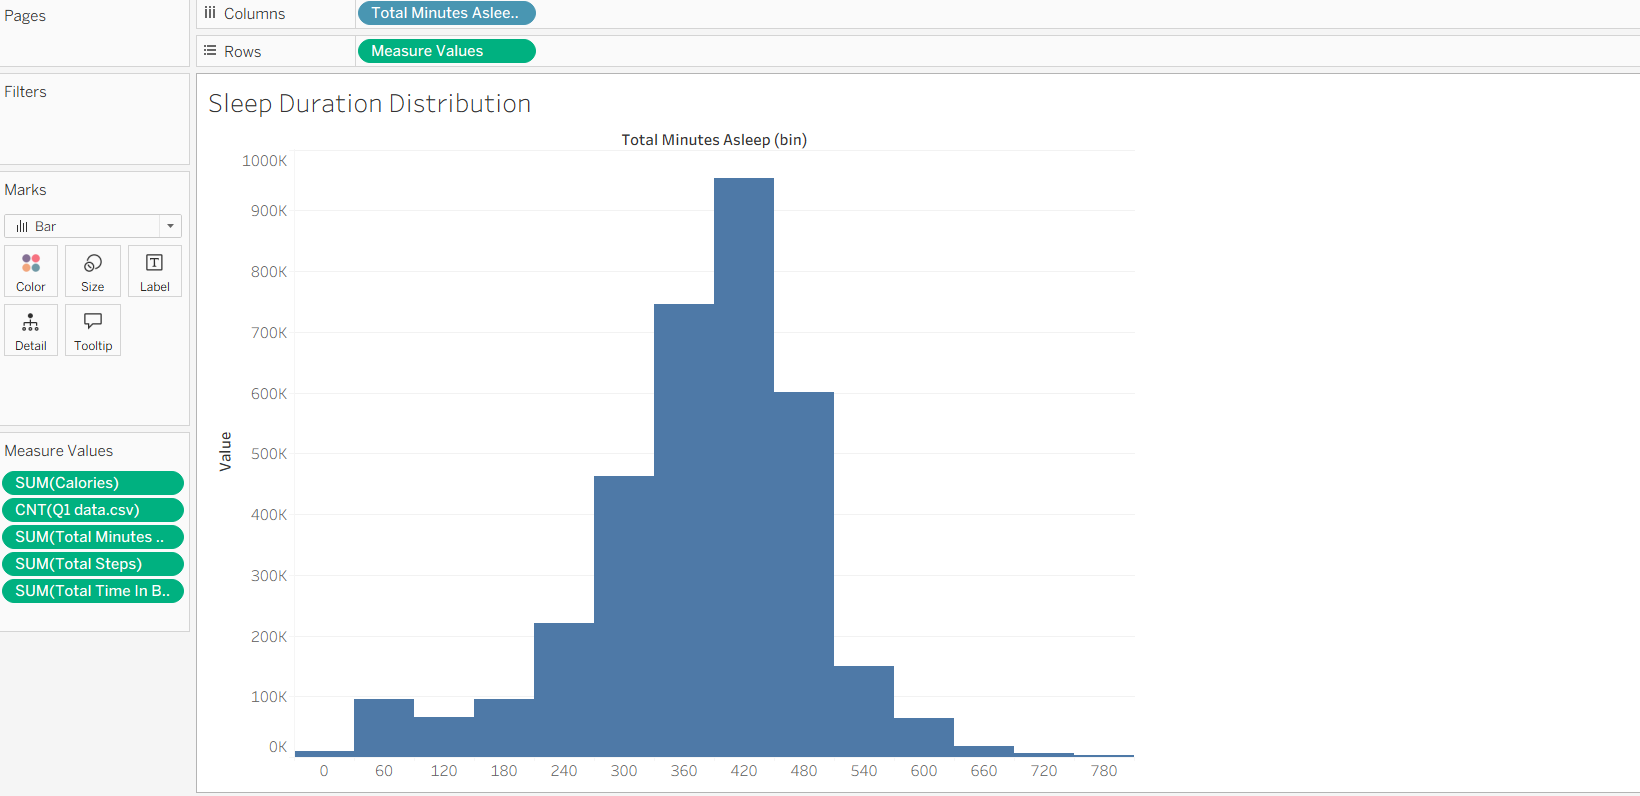 Pages
Columns
Total Minutes Aslee..
Rows
Measure Values
Filters
Marks
Bar
Color
Size
Label
Detail
Tooltip
Measure Values
SUM(Calories)
CNT(Q1 data.csv)
SUM(Total Minutes ..
SUM(Total Steps)
SUM(Total Time In B..
Sleep Duration Distribution
Total Minutes Asleep (bin)
1000K
900K
800K
700K
600K
500K
400K
300K
200K
100K
0K
Value
0 60 120 180 240 300 360 420 480 540 600 660 720 780